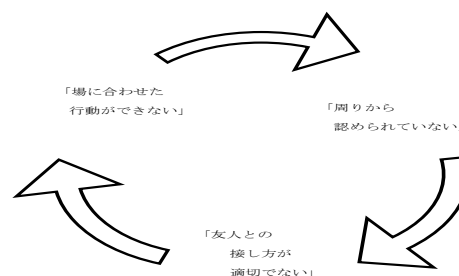 「場に合わせた
行動ができない」
「周りから
認められていない
「友人との
接し方が
適切でない」